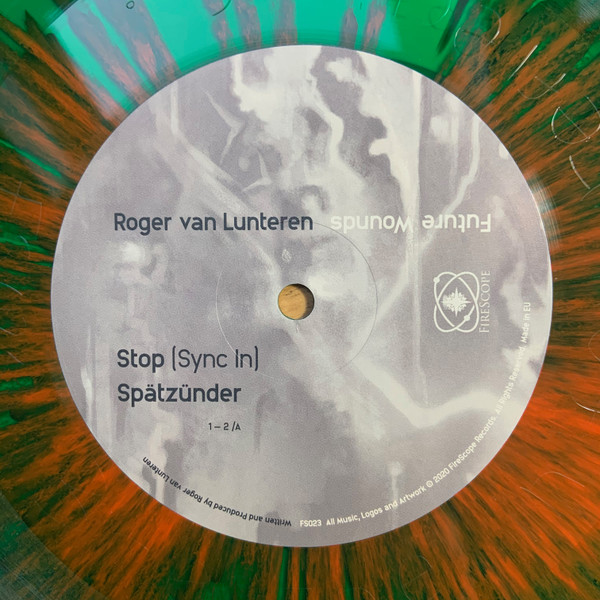 Roger van Lunteren Future Wounds
FIRESCOPE
Stop (Sync In)
Spätzünder
1 – 2 /A
Written and Produced by Roger van Lunteren
FS023 All Music, Logos and Artwork © 2020 FireScope Records. All Rights Reserved. Made in EU